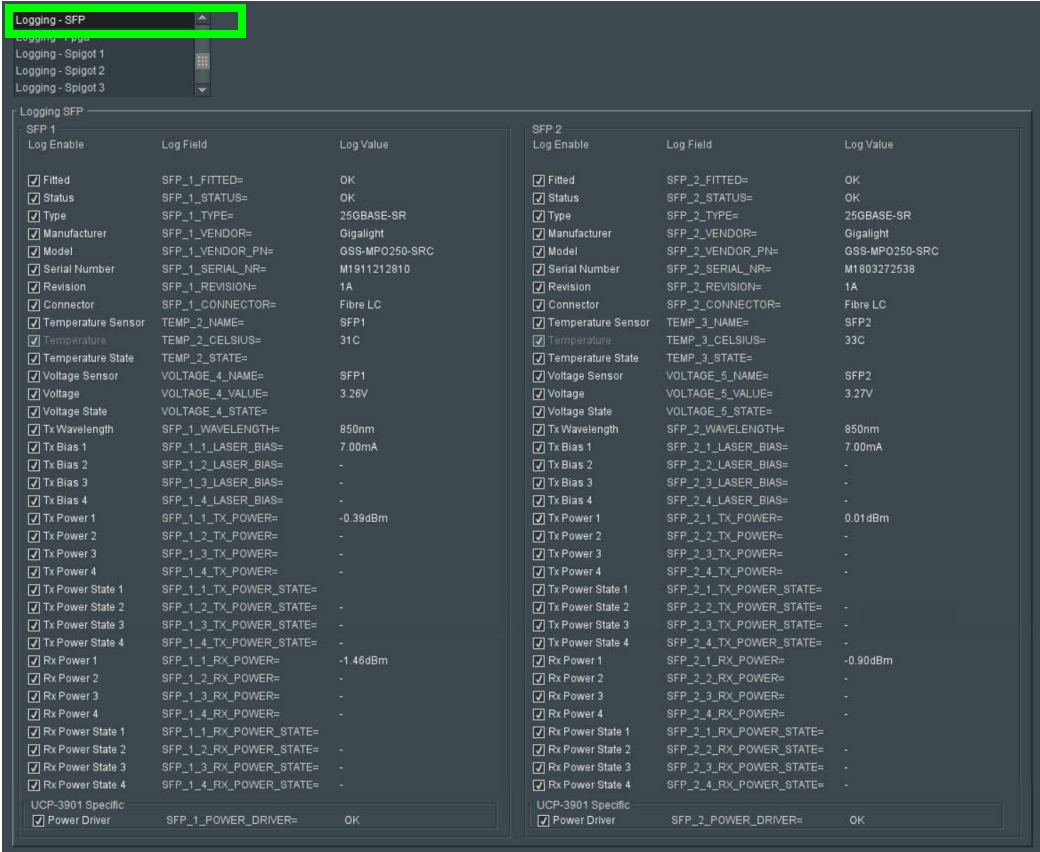 Logging - SFP
Logging - Spigot 1
Logging - Spigot 2
Logging - Spigot 3
Logging SFP
SFP 1
Log Enable Log Field Log Value
Fitted SFP_1_FITTED= OK
Status SFP_1_STATUS= OK
Type SFP_1_TYPE= 25GBASE-SR
Manufacturer SFP_1_VENDOR= Gigalight
Model SFP_1_VENDOR_PN= GSS-MPO250-SRC
Serial Number SFP_1_SERIAL_NR= M1911212810
Revision SFP_1_REVISION= 1A
Connector SFP_1_CONNECTOR= Fibre LC
Temperature Sensor TEMP_2_NAME= SFP1
Temperature TEMP_2_CELSIUS= 31C
Temperature State TEMP_2_STATE=
Voltage Sensor VOLTAGE_4_NAME= SFP1
Voltage VOLTAGE_4_VALUE= 3.26V
Voltage State VOLTAGE_4_STATE=
Tx Wavelength SFP_1_WAVELENGTH= 850nm
Tx Bias 1 SFP_1_1_LASER_BIAS= 7.00mA
Tx Bias 2 SFP_1_2_LASER_BIAS= -
Tx Bias 3 SFP_1_3_LASER_BIAS= -
Tx Bias 4 SFP_1_4_LASER_BIAS= -
Tx Power 1 SFP_1_1_TX_POWER= -0.39dBm
Tx Power 2 SFP_1_2_TX_POWER= -
Tx Power 3 SFP_1_3_TX_POWER= -
Tx Power 4 SFP_1_4_TX_POWER= -
Tx Power State 1 SFP_1_1_TX_POWER_STATE=
Tx Power State 2 SFP_1_2_TX_POWER_STATE= -
Tx Power State 3 SFP_1_3_TX_POWER_STATE= -
Tx Power State 4 SFP_1_4_TX_POWER_STATE= -
Rx Power 1 SFP_1_1_RX_POWER= -1.46dBm
Rx Power 2 SFP_1_2_RX_POWER= -
Rx Power 3 SFP_1_3_RX_POWER= -
Rx Power 4 SFP_1_4_RX_POWER= -
Rx Power State 1 SFP_1_1_RX_POWER_STATE=
Rx Power State 2 SFP_1_2_RX_POWER_STATE= -
Rx Power State 3 SFP_1_3_RX_POWER_STATE= -
Rx Power State 4 SFP_1_4_RX_POWER_STATE= -
UCP-3901 Specific
Power Driver SFP_1_POWER_DRIVER= OK
SFP 2
Log Enable Log Field Log Value
Fitted SFP_2_FITTED= OK
Status SFP_2_STATUS= OK
Type SFP_2_TYPE= 25GBASE-SR
Manufacturer SFP_2_VENDOR= Gigalight
Model SFP_2_VENDOR_PN= GSS-MPO250-SRC
Serial Number SFP_2_SERIAL_NR= M1803272538
Revision SFP_2_REVISION= 1A
Connector SFP_2_CONNECTOR= Fibre LC
Temperature Sensor TEMP_3_NAME= SFP2
Temperature TEMP_3_CELSIUS= 33C
Temperature State TEMP_3_STATE=
Voltage Sensor VOLTAGE_5_NAME= SFP2
Voltage VOLTAGE_5_VALUE= 3.27V
Voltage State VOLTAGE_5_STATE=
Tx Wavelength SFP_2_WAVELENGTH= 850nm
Tx Bias 1 SFP_2_1_LASER_BIAS= 7.00mA
Tx Bias 2 SFP_2_2_LASER_BIAS= -
Tx Bias 3 SFP_2_3_LASER_BIAS= -
Tx Bias 4 SFP_2_4_LASER_BIAS= -
Tx Power 1 SFP_2_1_TX_POWER= 0.01dBm
Tx Power 2 SFP_2_2_TX_POWER= -
Tx Power 3 SFP_2_3_TX_POWER= -
Tx Power 4 SFP_2_4_TX_POWER= -
Tx Power State 1 SFP_2_1_TX_POWER_STATE=
Tx Power State 2 SFP_2_2_TX_POWER_STATE= -
Tx Power State 3 SFP_2_3_TX_POWER_STATE= -
Tx Power State 4 SFP_2_4_TX_POWER_STATE= -
Rx Power 1 SFP_2_1_RX_POWER= -0.90dBm
Rx Power 2 SFP_2_2_RX_POWER= -
Rx Power 3 SFP_2_3_RX_POWER= -
Rx Power 4 SFP_2_4_RX_POWER= -
Rx Power State 1 SFP_2_1_RX_POWER_STATE=
Rx Power State 2 SFP_2_2_RX_POWER_STATE= -
Rx Power State 3 SFP_2_3_RX_POWER_STATE= -
Rx Power State 4 SFP_2_4_RX_POWER_STATE= -
UCP-3901 Specific
Power Driver SFP_2_POWER_DRIVER= OK